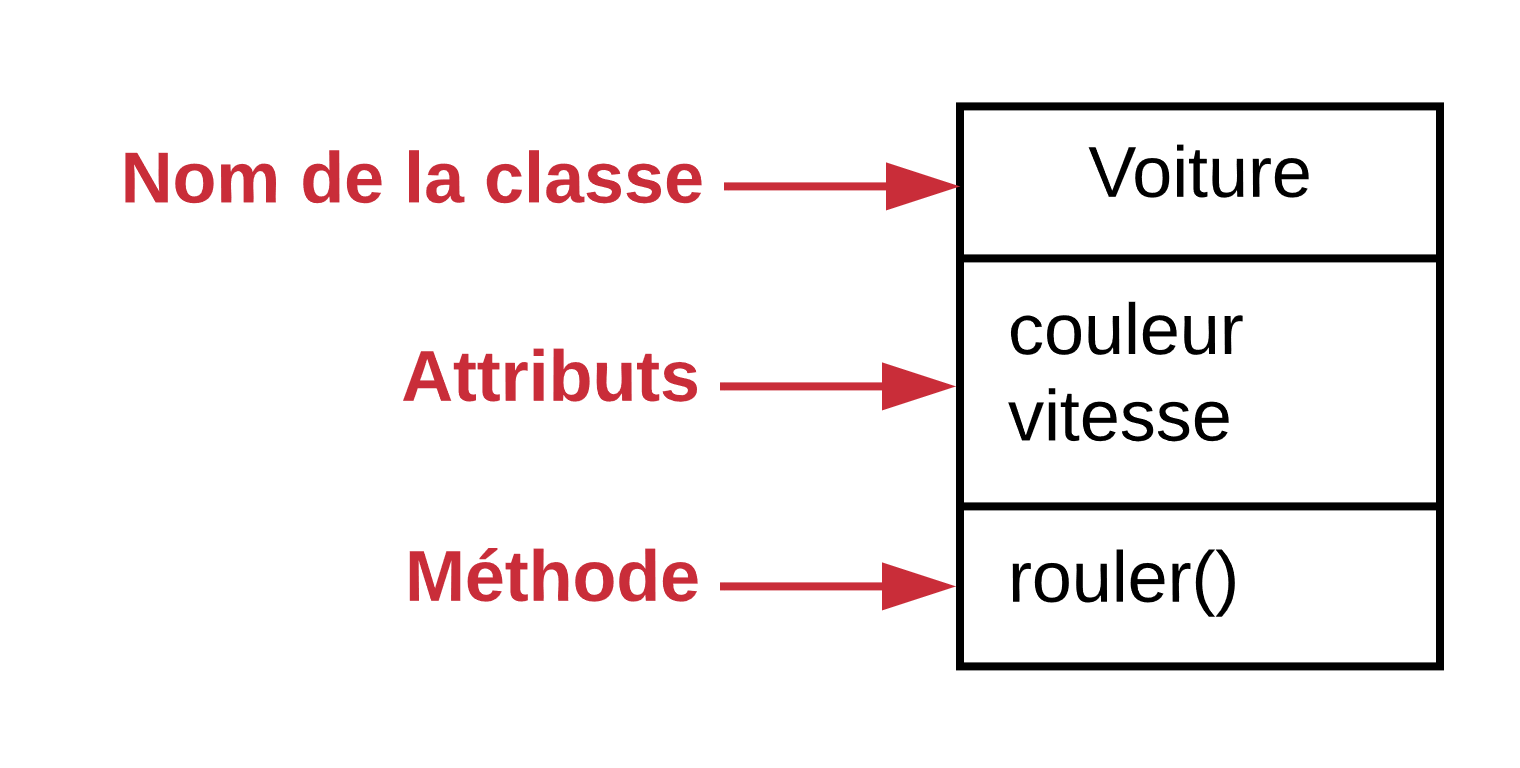 Nom de la classe
Voiture
Attributs
couleur
vitesse
Méthode
rouler()